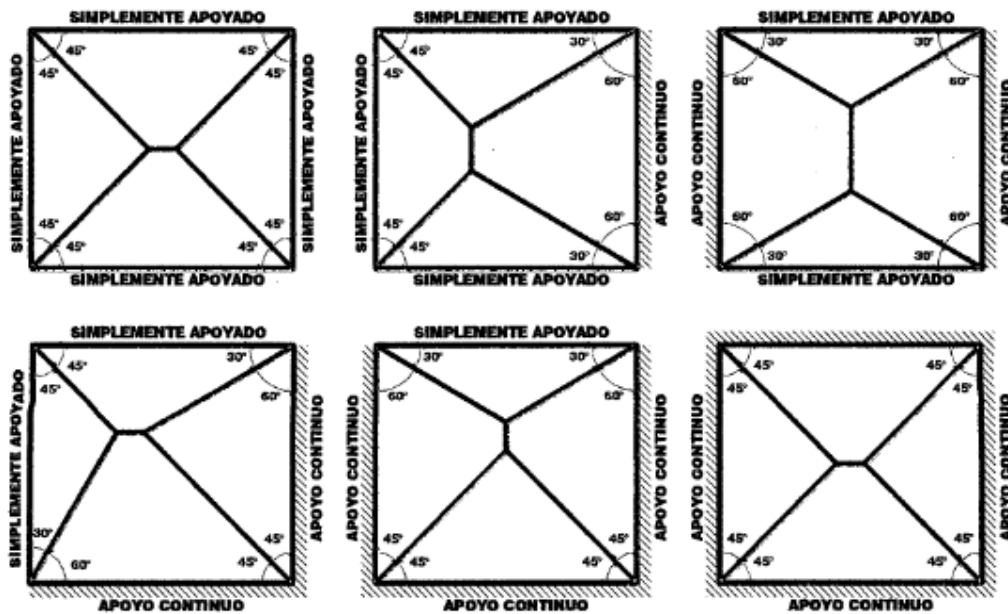 SIMPLEMENTE APOYADO
SIMPLEMENTE APOYADO
45° 45°
45° 45°
45° 45°
45° 45°
SIMPLEMENTE APOYADO
SIMPLEMENTE APOYADO
SIMPLEMENTE APOYADO
SIMPLEMENTE APOYADO
45° 30°
45° 60°
45° 60°
45° 30°
APOYO CONTINUO
SIMPLEMENTE APOYADO
SIMPLEMENTE APOYADO
APOYO CONTINUO
30° 30°
60° 60°
60° 60°
30° 30°
APOYO CONTINUO
SIMPLEMENTE APOYADO
SIMPLEMENTE APOYADO
SIMPLEMENTE APOYADO
45° 30°
45° 60°
30° 45°
60° 45°
APOYO CONTINUO
APOYO CONTINUO
SIMPLEMENTE APOYADO
APOYO CONTINUO
30° 30°
60° 60°
45° 45°
45° 45°
APOYO CONTINUO
APOYO CONTINUO
APOYO CONTINUO
45° 45°
45° 45°
45° 45°
45° 45°
APOYO CONTINUO
APOYO CONTINUO